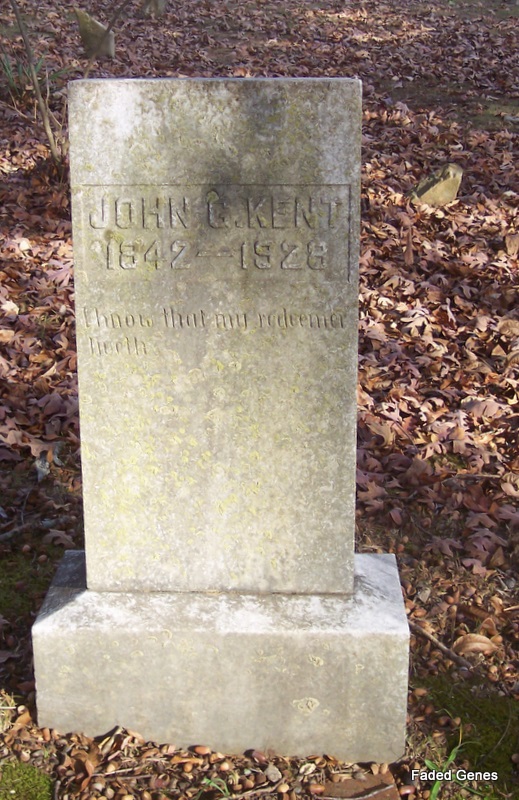 JOHN G. KENT
1842 — 1928
I know that my redeemer
liveth
Faded Genes